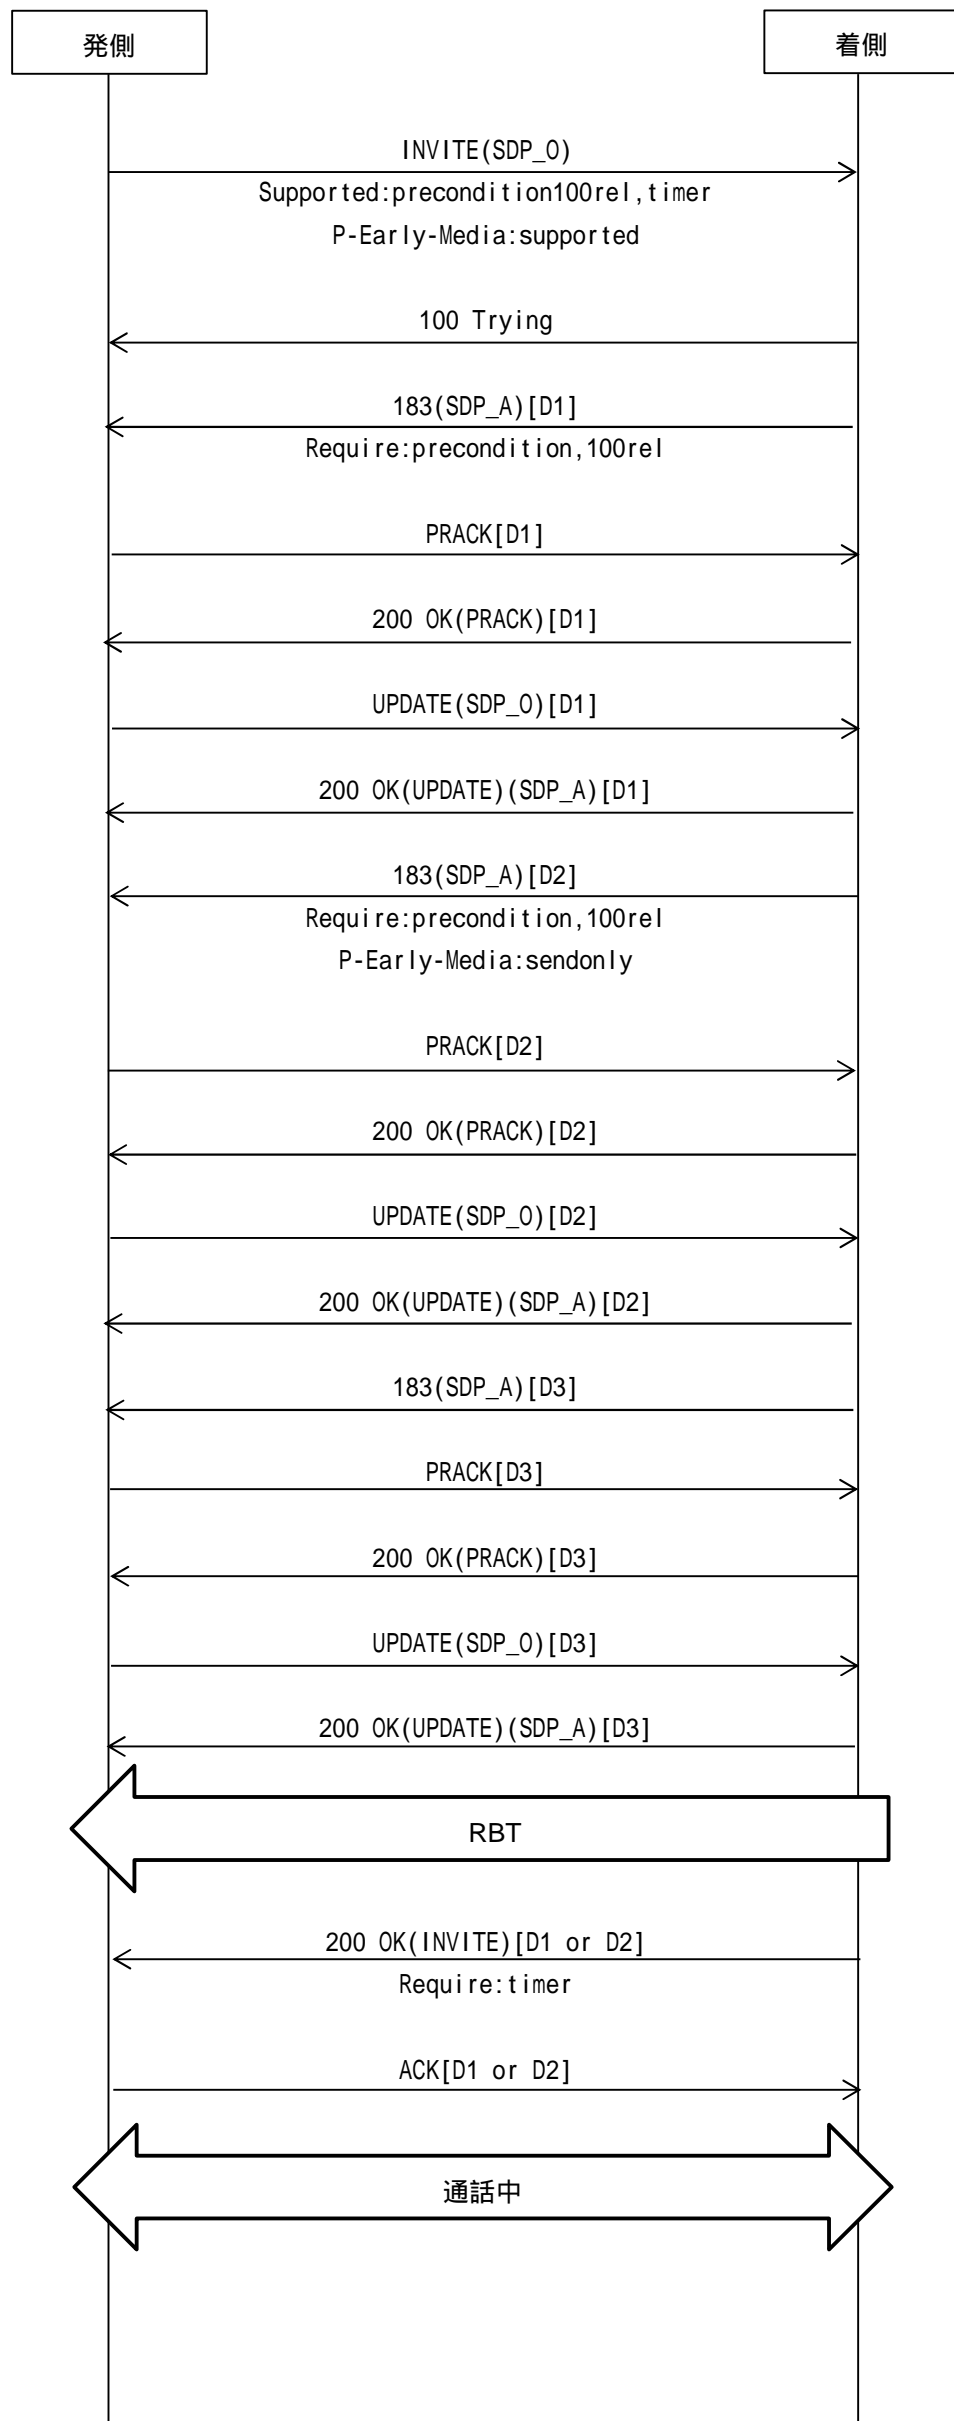 発側
着側
INVITE(SDP_O)
Supported:precondition100rel,timer
P-Early-Media:supported
100 Trying
183(SDP_A)[D1]
Require:precondition,100rel
PRACK[D1]
200 OK(PRACK)[D1]
UPDATE(SDP_O)[D1]
200 OK(UPDATE)(SDP_A)[D1]
183(SDP_A)[D2]
Require:precondition,100rel
P-Early-Media:sendonly
PRACK[D2]
200 OK(PRACK)[D2]
UPDATE(SDP_O)[D2]
200 OK(UPDATE)(SDP_A)[D2]
183(SDP_A)[D3]
PRACK[D3]
200 OK(PRACK)[D3]
UPDATE(SDP_O)[D3]
200 OK(UPDATE)(SDP_A)[D3]
RBT
200 OK(INVITE)[D1 or D2]
Require:timer
ACK[D1 or D2]
通話中